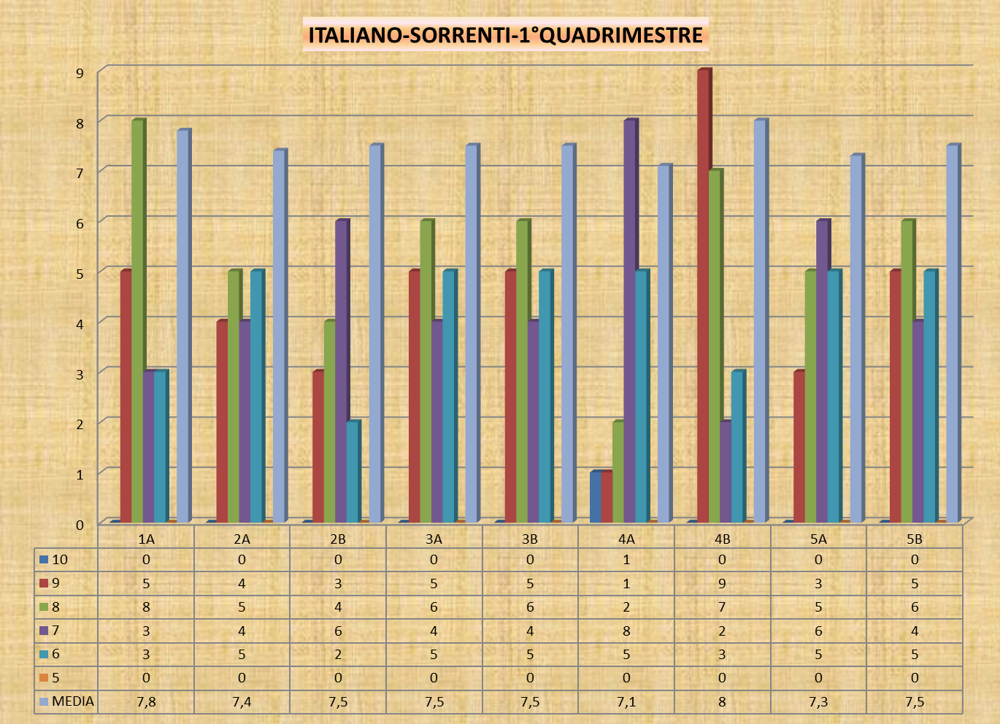 ITALIANO-SORRENTI-1°QUADRIMESTRE
9
8
7
6
5
4
3
2
1
0
1A 2A 2B 3A 3B 4A 4B 5A 5B
10 0 0 0 0 0 1 0 0 0
9 5 4 3 5 5 1 9 3 5
8 8 5 4 6 6 2 7 5 6
7 3 4 6 4 4 8 2 6 4
6 3 5 2 5 5 5 3 5 5
5 0 0 0 0 0 0 0 0 0
MEDIA 7,8 7,4 7,5 7,5 7,5 7,1 8 7,3 7,5